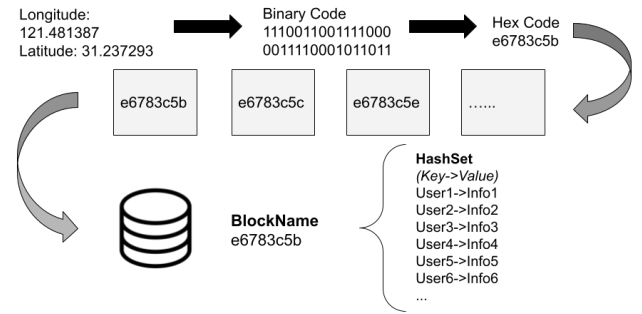 Longitude:
121.481387
Latitude: 31.237293
Binary Code
1110011001111000
0011110001011011
Hex Code
e6783c5b
e6783c5b
e6783c5c
e6783c5e
......
BlockName
e6783c5b
HashSet
(Key->Value)
User1->Info1
User2->Info2
User3->Info3
User4->Info4
User5->Info5
User6->Info6
...